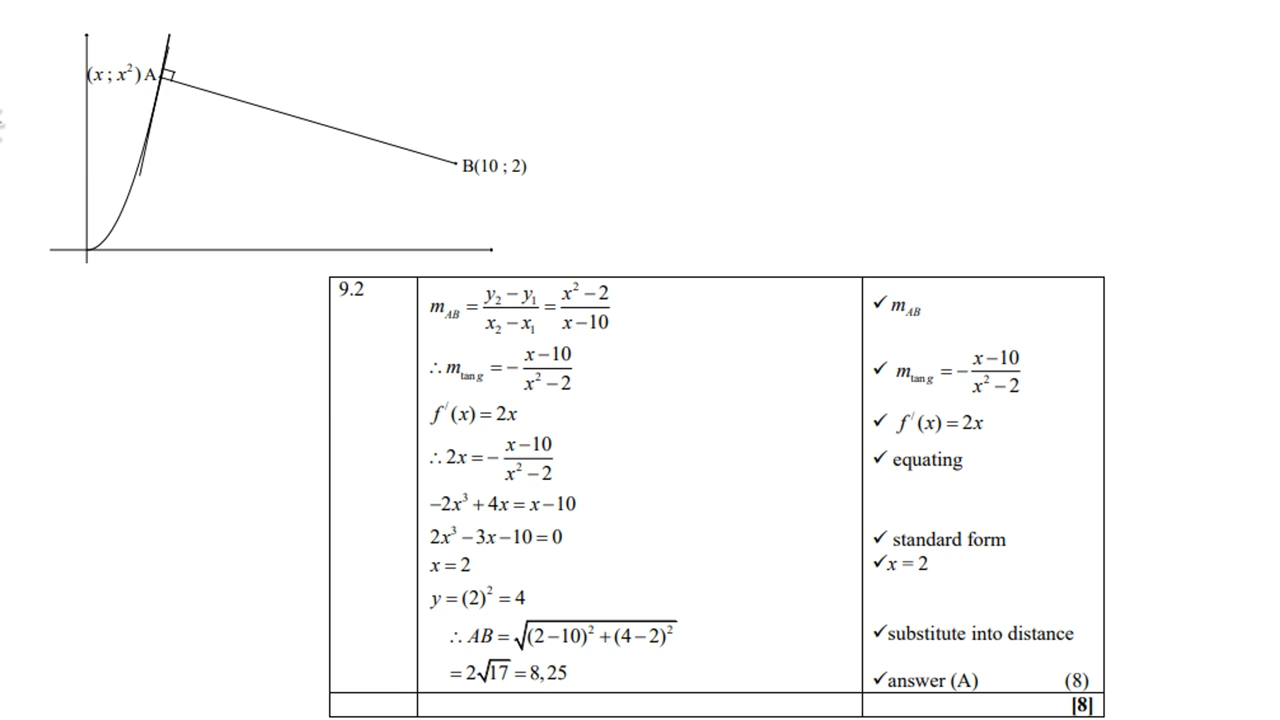 (x ; x²) A
B(10 ; 2)
9.2
m_AB = (y₂ − y₁)/(x₂ − x₁) = (x² − 2)/(x − 10)
✓ m_AB
∴ m_tang = −(x − 10)/(x² − 2)
✓ m_tang = −(x − 10)/(x² − 2)
f′(x) = 2x
✓ f′(x) = 2x
∴ 2x = −(x − 10)/(x² − 2)
✓ equating
−2x³ + 4x = x − 10
2x³ − 3x − 10 = 0
✓ standard form
x = 2
✓ x = 2
y = (2)² = 4
∴ AB = √((2 − 10)² + (4 − 2)²)
✓ substitute into distance
= 2√17 = 8,25
✓ answer (A) (8)
[8]